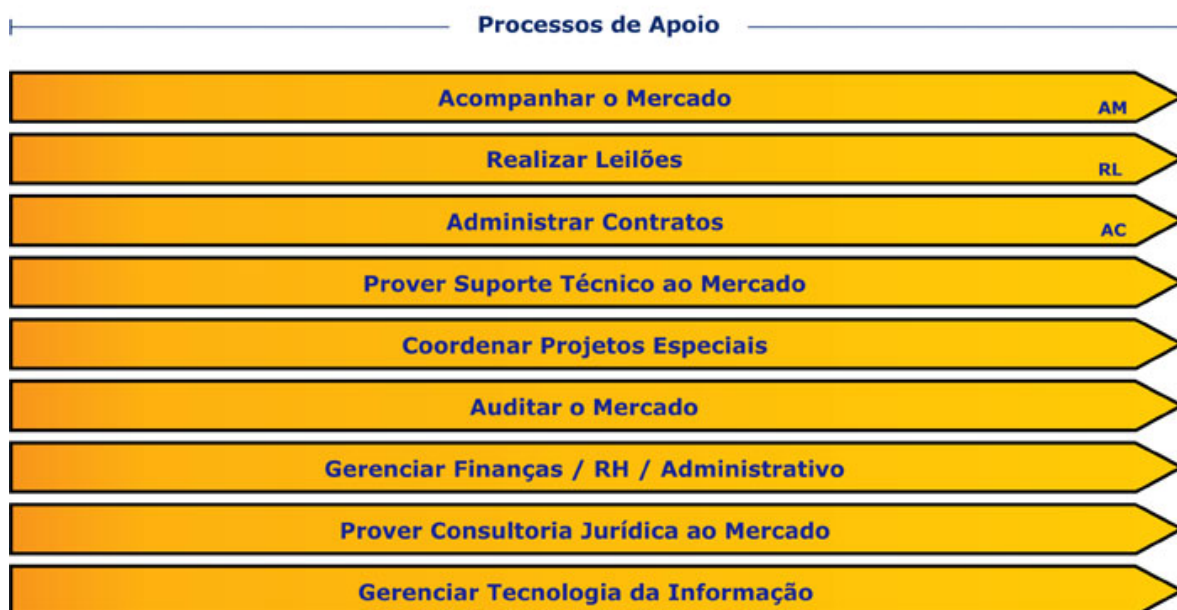 Processos de Apoio
Acompanhar o Mercado
AM
Realizar Leilões
RL
Administrar Contratos
AC
Prover Suporte Técnico ao Mercado
Coordenar Projetos Especiais
Auditar o Mercado
Gerenciar Finanças / RH / Administrativo
Prover Consultoria Jurídica ao Mercado
Gerenciar Tecnologia da Informação